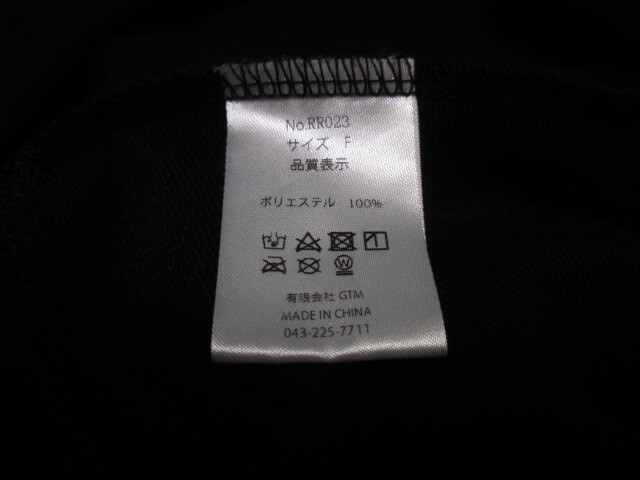 No.RR023
サイズ F
品質表示
ポリエステル 100%
W
有限会社 GTM
MADE IN CHINA
043-225-7711